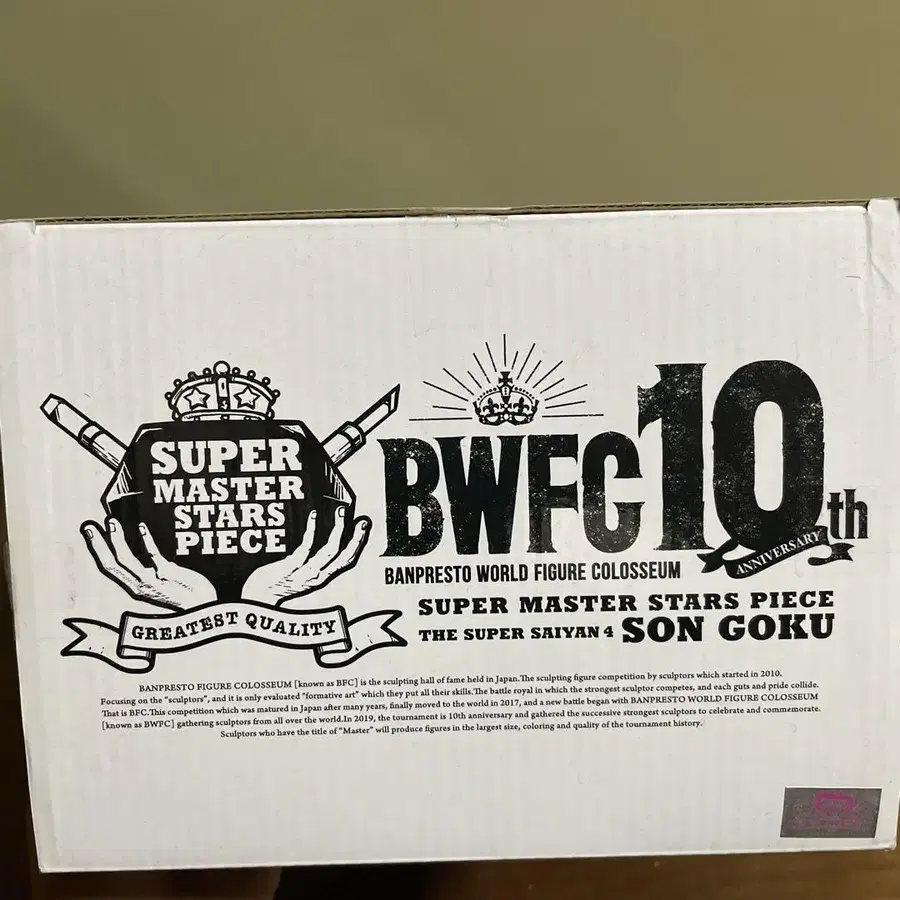 SUPER
MASTER
STARS
PIECE
GREATEST QUALITY
BWFC10th
ANNIVERSARY
BANPRESTO WORLD FIGURE COLOSSEUM
SUPER MASTER STARS PIECE
THE SUPER SAIYAN 4 SON GOKU
BANPRESTO FIGURE COLOSSEUM [known as BFC] is the sculpting hall of fame held in Japan.The sculpting figure competition by sculptors which started in 2010.
Focusing on the "sculptors", and it is only evaluated "formative art" which they put all their skills.The battle royal in which the strongest sculptor competes, and each guts and pride collide.
That is BFC.This competition which was matured in Japan after many years, finally moved to the world in 2017, and a new battle began with BANPRESTO WORLD FIGURE COLOSSEUM
[known as BWFC] gathering sculptors from all over the world.In 2019, the tournament is 10th anniversary and gathered the successive strongest sculptors to celebrate and commemorate.
Sculptors who have the title of "Master" will produce figures in the largest size, coloring and quality of the tournament history.